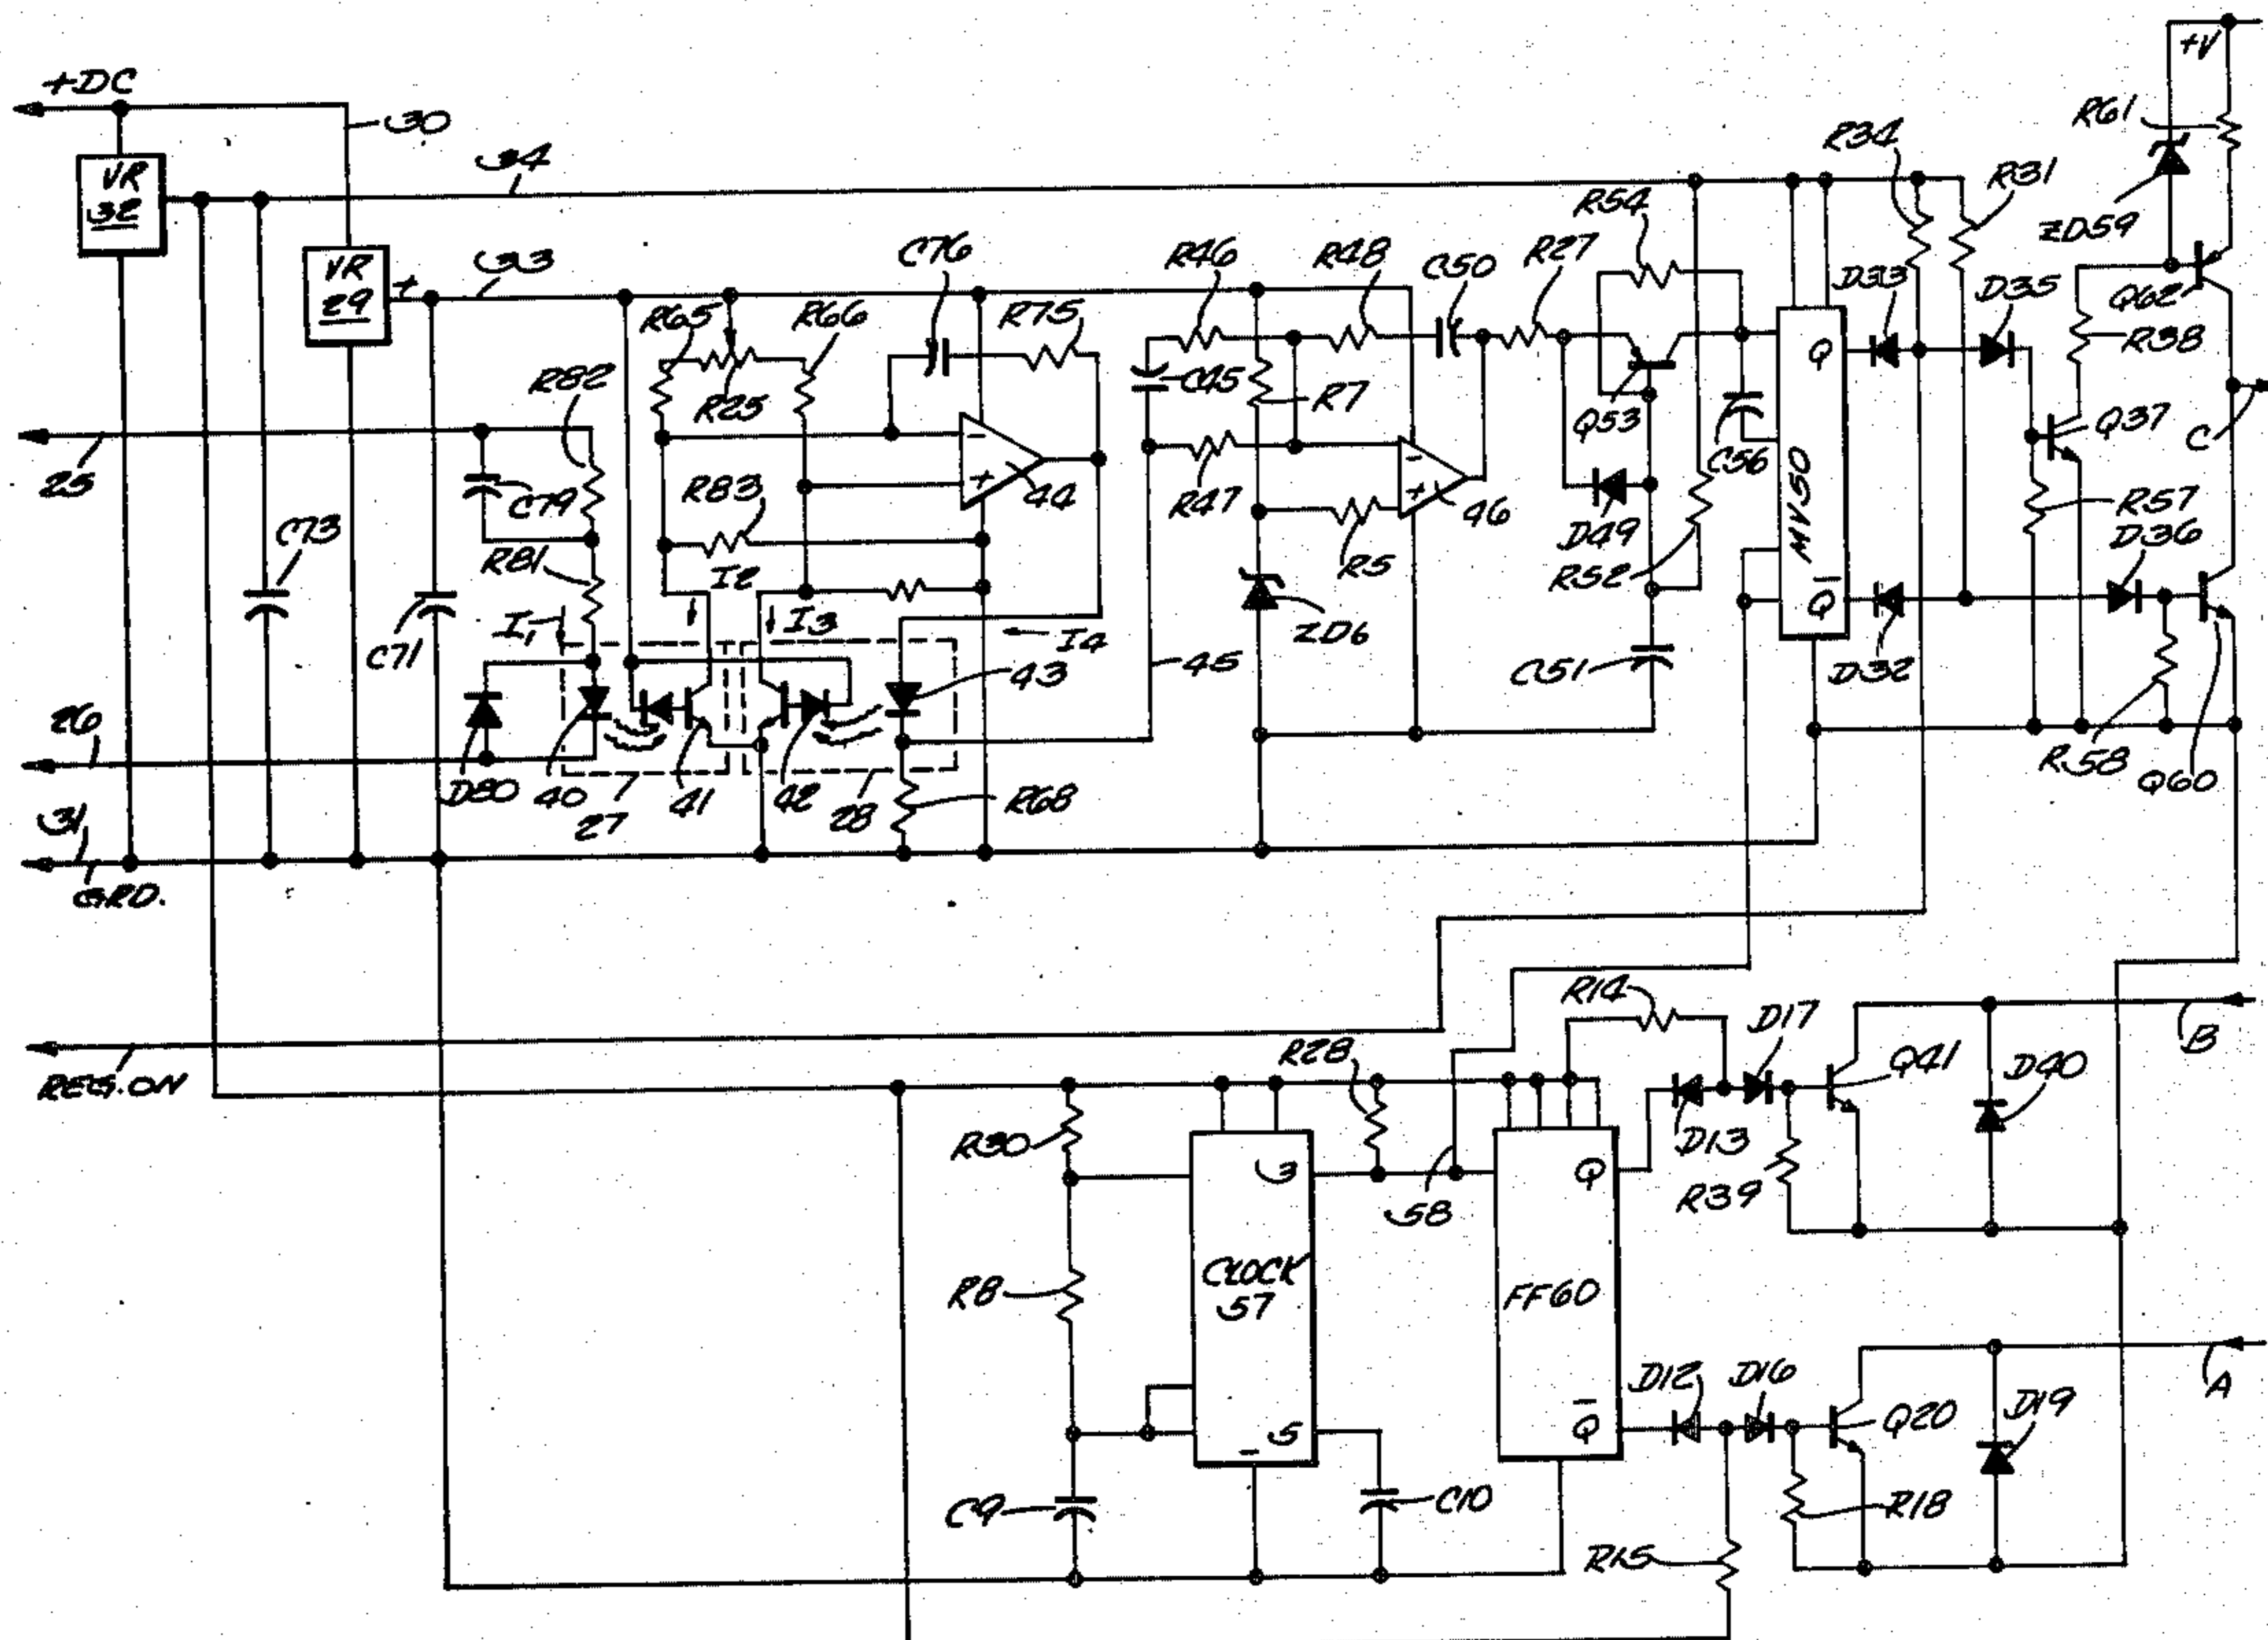 +V
+DC
30
R61
34
R34
VR
32
R31
R54
ZD59
33
C76
R46
R48
C50
R27
VR
29
+
D33
D35
R65
R75
R66
Q62
R82
Q
R38
C45
R25
R7
Q53
Q37
C
25
C79
R83
-
+
44
R47
-
+
46
C56
MV50
C73
R81
D49
R57
R5
R52
D36
I2
I1
I3
I4
ZD6
Q̅
C71
45
43
C51
D32
26
D80
40
27
41
42
28
R68
R58
Q60
31
GRD.
R14
D17
REG. ON
R28
Q41
D40
B
R30
3
D13
Q
58
R39
R8
CLOCK
57
FF60
D12
D16
A
5
-
Q̅
Q20
D19
C9
C10
R18
R15